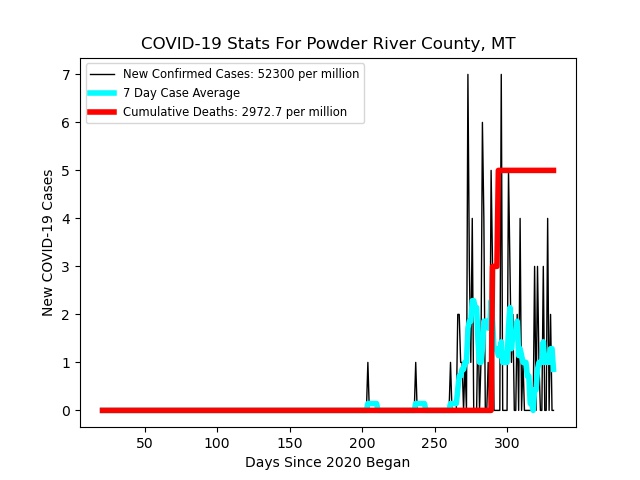 COVID-19 Stats For Powder River County, MT
New Confirmed Cases: 52300 per million
7 Day Case Average
Cumulative Deaths: 2972.7 per million
New COVID-19 Cases
7
6
5
4
3
2
1
0
50 100 150 200 250 300
Days Since 2020 Began